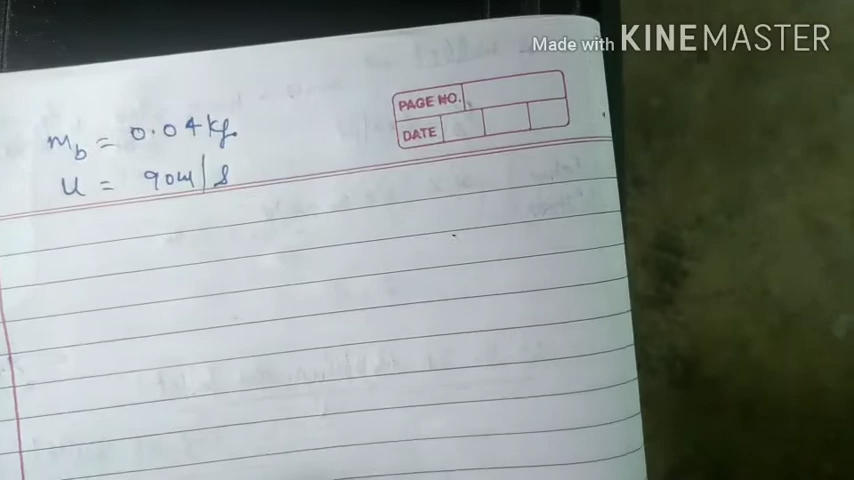 Made with KINEMASTER
PAGE NO.
DATE
m_b = 0.04 kg.
u = 90m/s